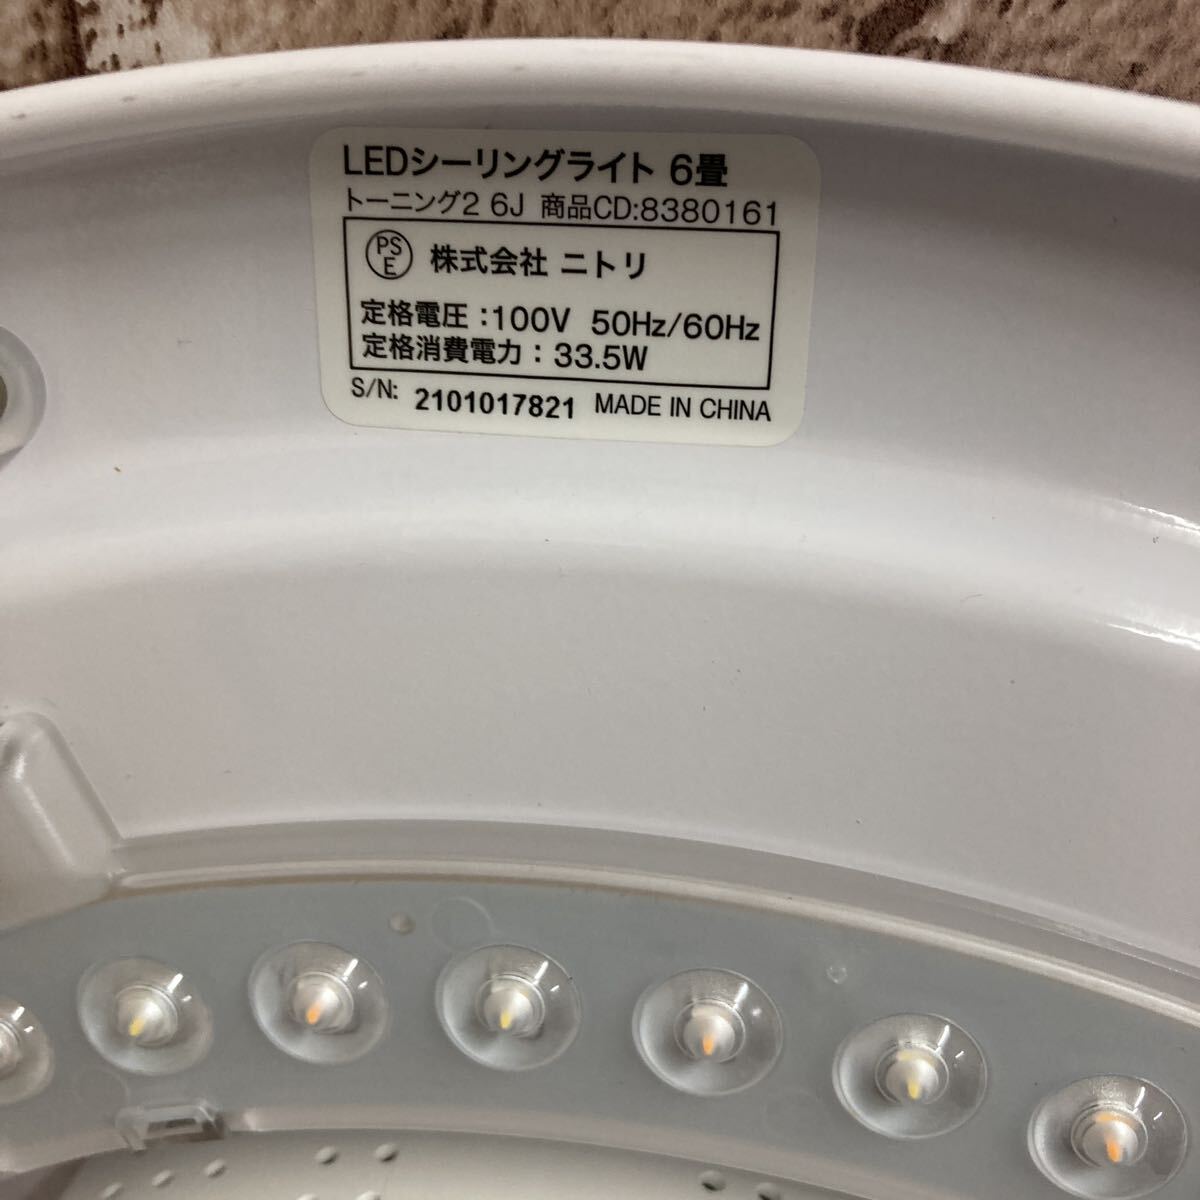 LEDシーリングライト 6畳
トーニング2 6J 商品CD:8380161
PSE 株式会社 ニトリ
定格電圧:100V 50Hz/60Hz
定格消費電力:33.5W
S/N: 2101017821 MADE IN CHINA